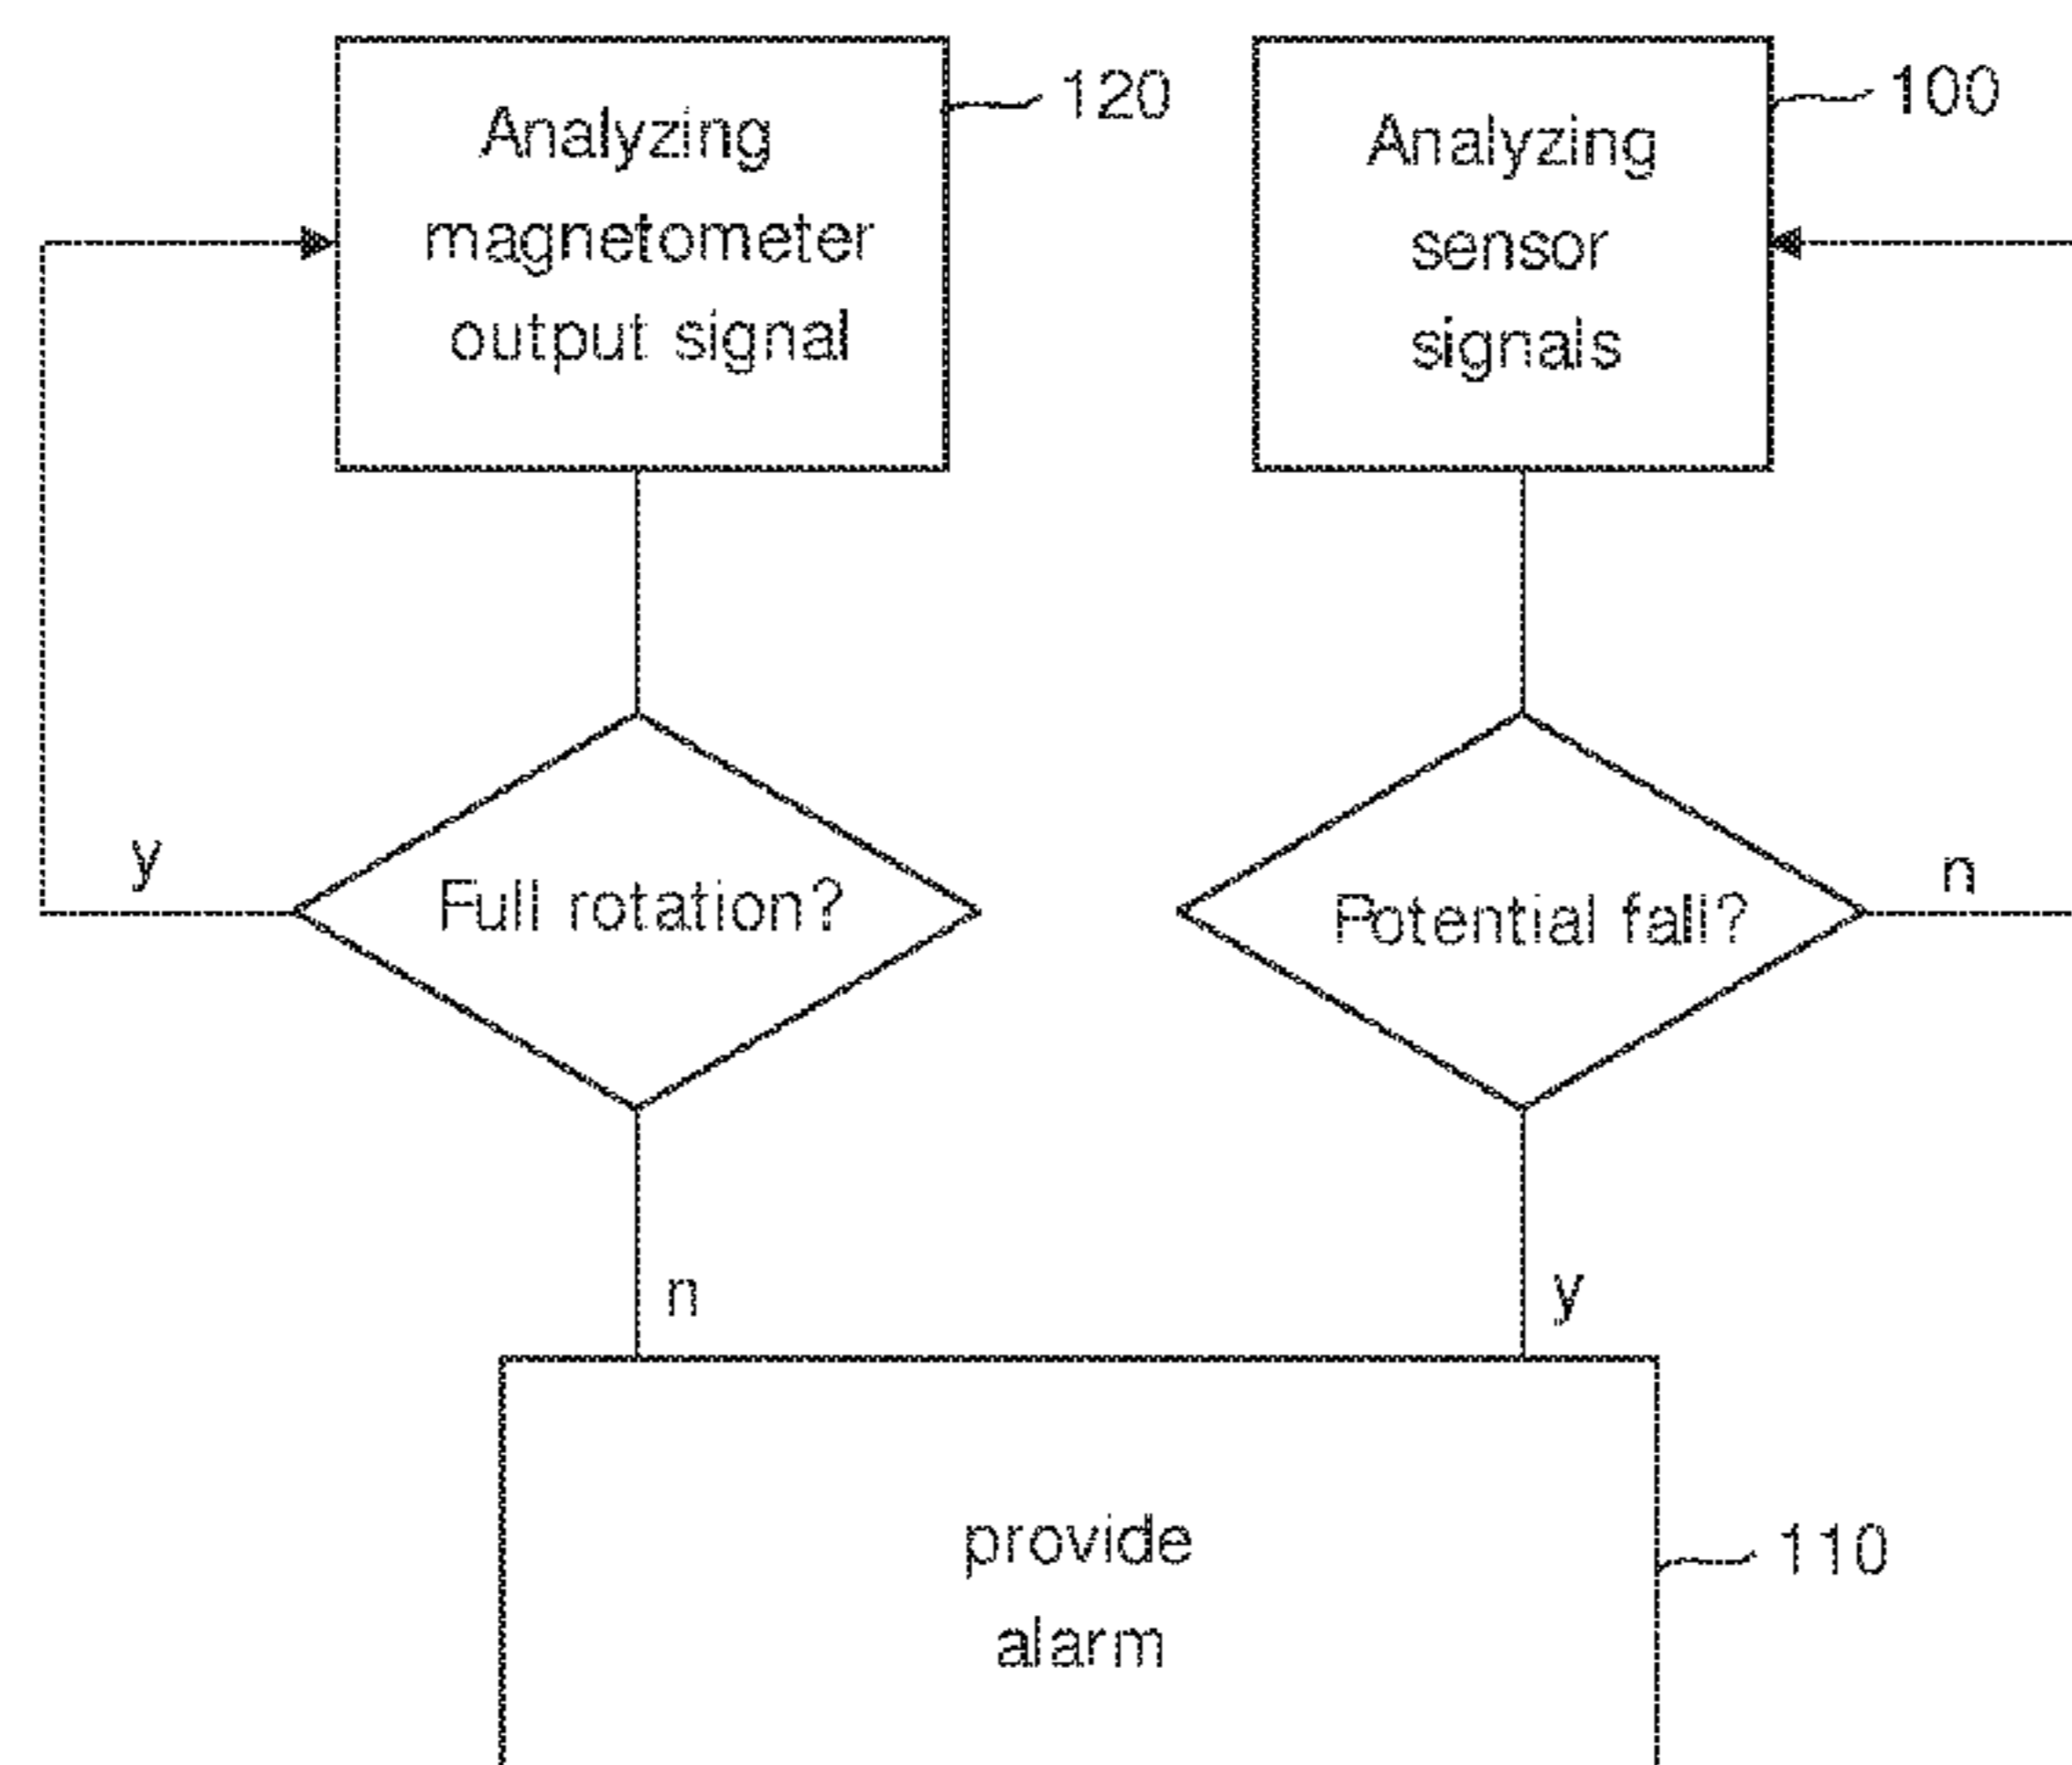 Analyzing
magnetometer
output signal
120
Analyzing
sensor
signals
100
y
Full rotation?
Potential fall?
n
n
y
provide
alarm
110